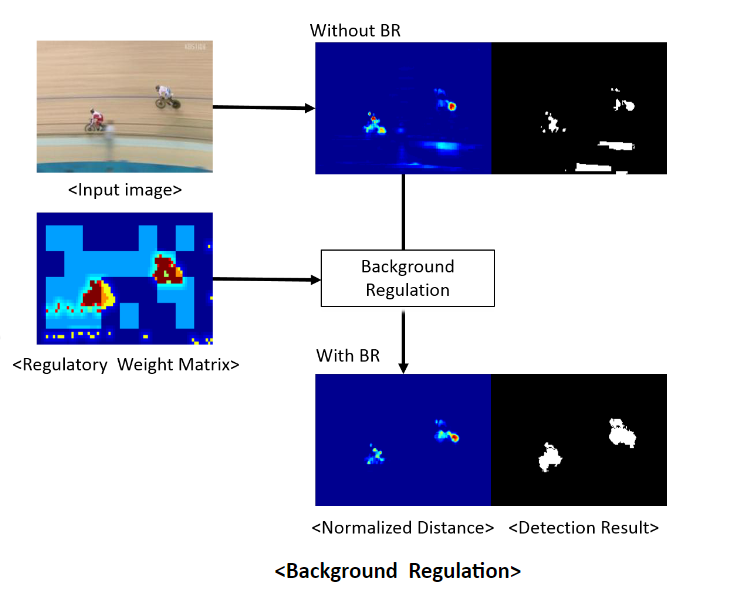 Without BR
<Input image>
Background
Regulation
<Regulatory Weight Matrix>
With BR
<Normalized Distance> <Detection Result>
<Background Regulation>